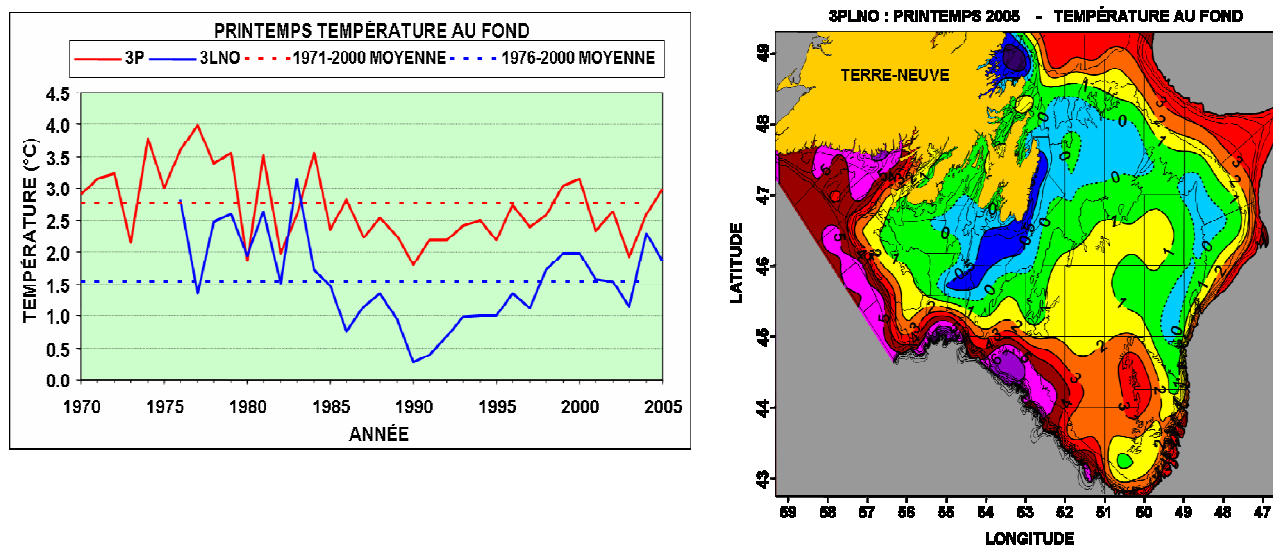 PRINTEMPS TEMPÉRATURE AU FOND
3P 3LNO 1971-2000 MOYENNE 1976-2000 MOYENNE
TEMPÉRATURE (°C)
4.5
4.0
3.5
3.0
2.5
2.0
1.5
1.0
0.5
0.0
1970 1975 1980 1985 1990 1995 2000 2005
ANNÉE
3PLNO : PRINTEMPS 2005 - TEMPÉRATURE AU FOND
TERRE-NEUVE
LATITUDE
49
48
47
46
45
44
43
59 58 57 56 55 54 53 52 51 50 49 48 47
LONGITUDE